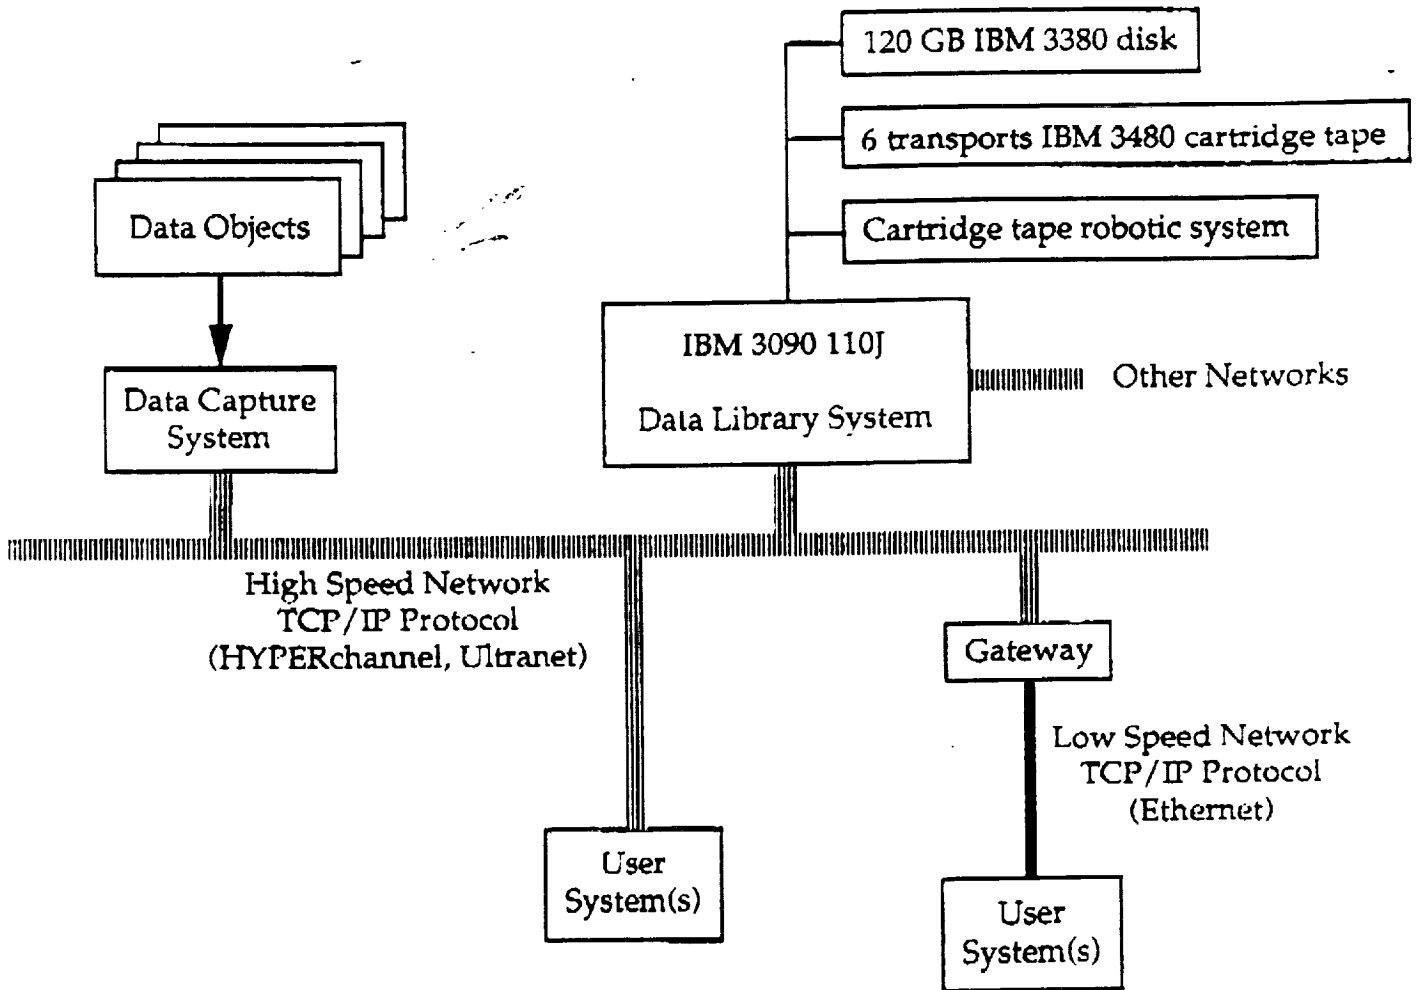 120 GB IBM 3380 disk
6 transports IBM 3480 cartridge tape
Cartridge tape robotic system
Data Objects
IBM 3090 110J
Data Library System
Other Networks
Data Capture
System
High Speed Network
TCP/IP Protocol
(HYPERchannel, Ultranet)
Gateway
Low Speed Network
TCP/IP Protocol
(Ethernet)
User
System(s)
User
System(s)